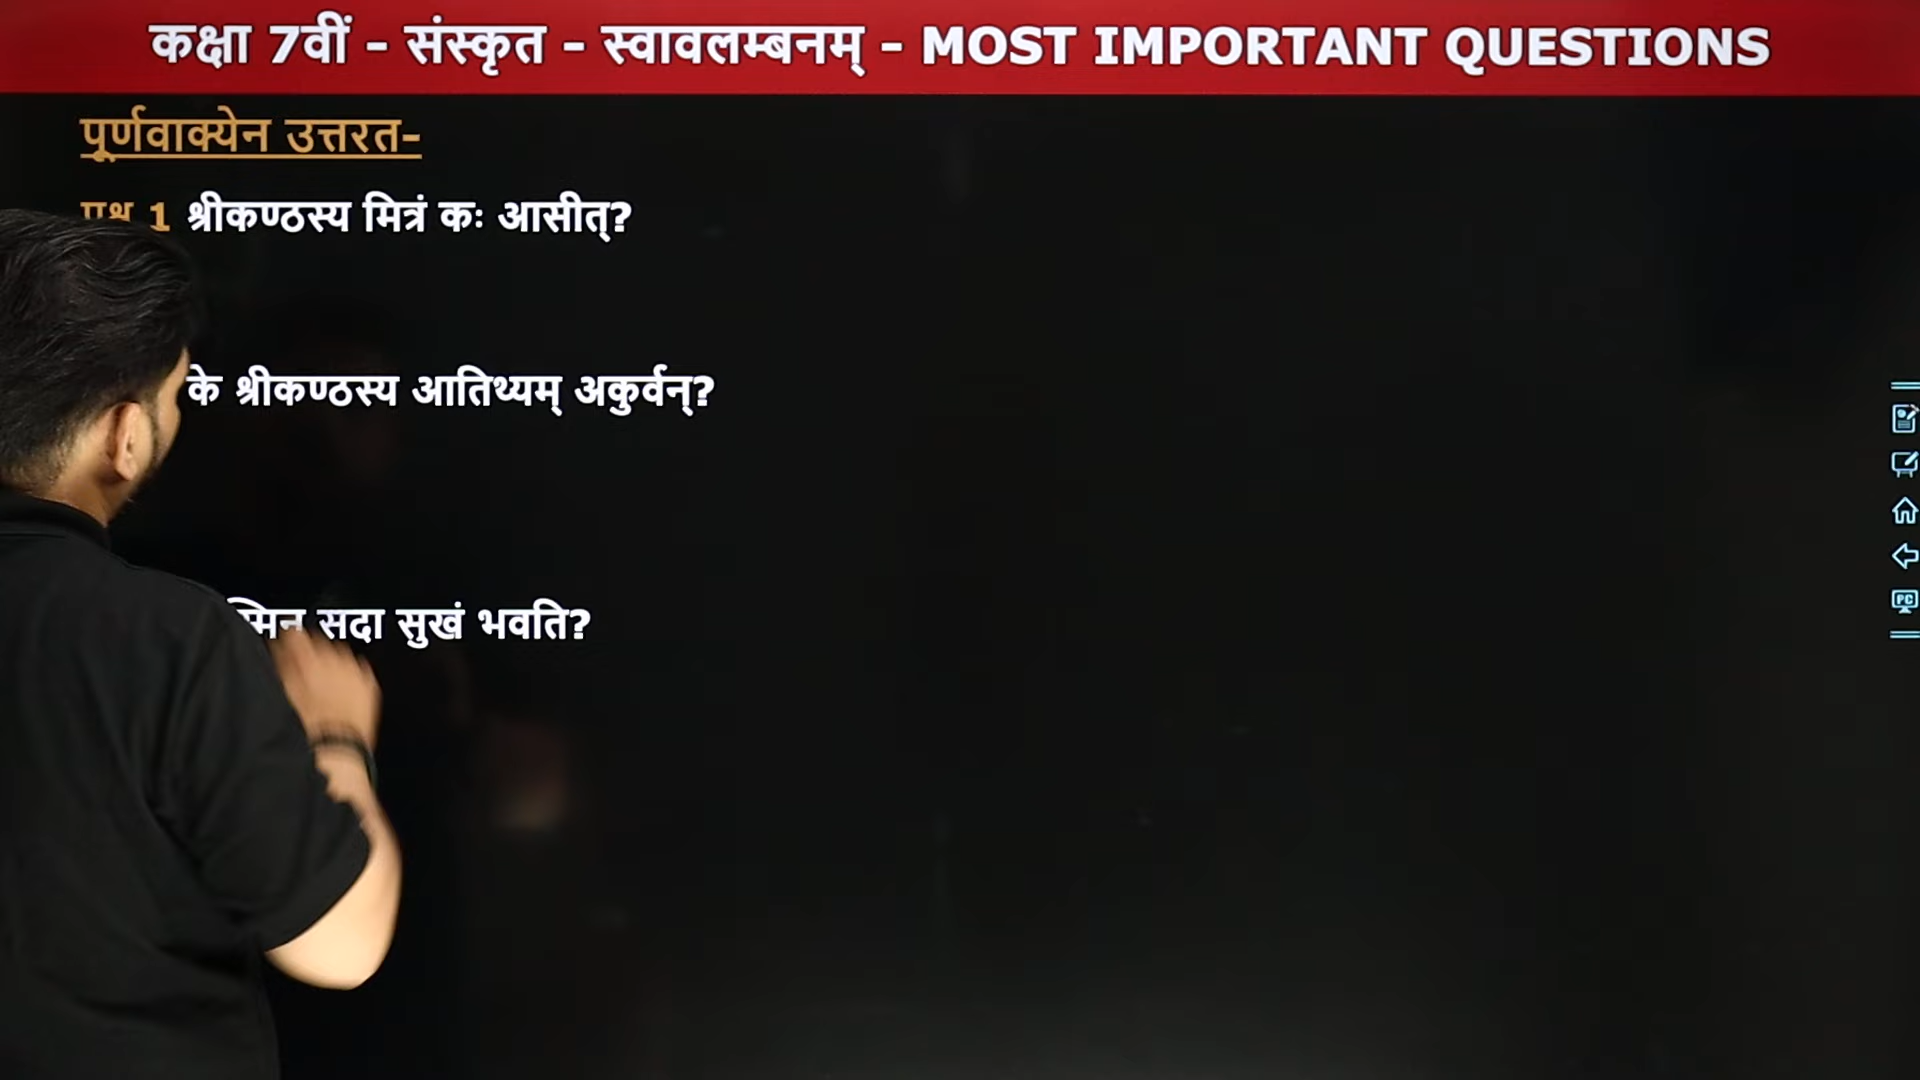 कक्षा 7वीं - संस्कृत - स्वावलम्बनम् - MOST IMPORTANT QUESTIONS
पूर्णवाक्येन उत्तरत-
1 श्रीकण्ठस्य मित्रं कः आसीत्?
के श्रीकण्ठस्य आतिथ्यम् अकुर्वन्?
सदा सुखं भवति?
PC